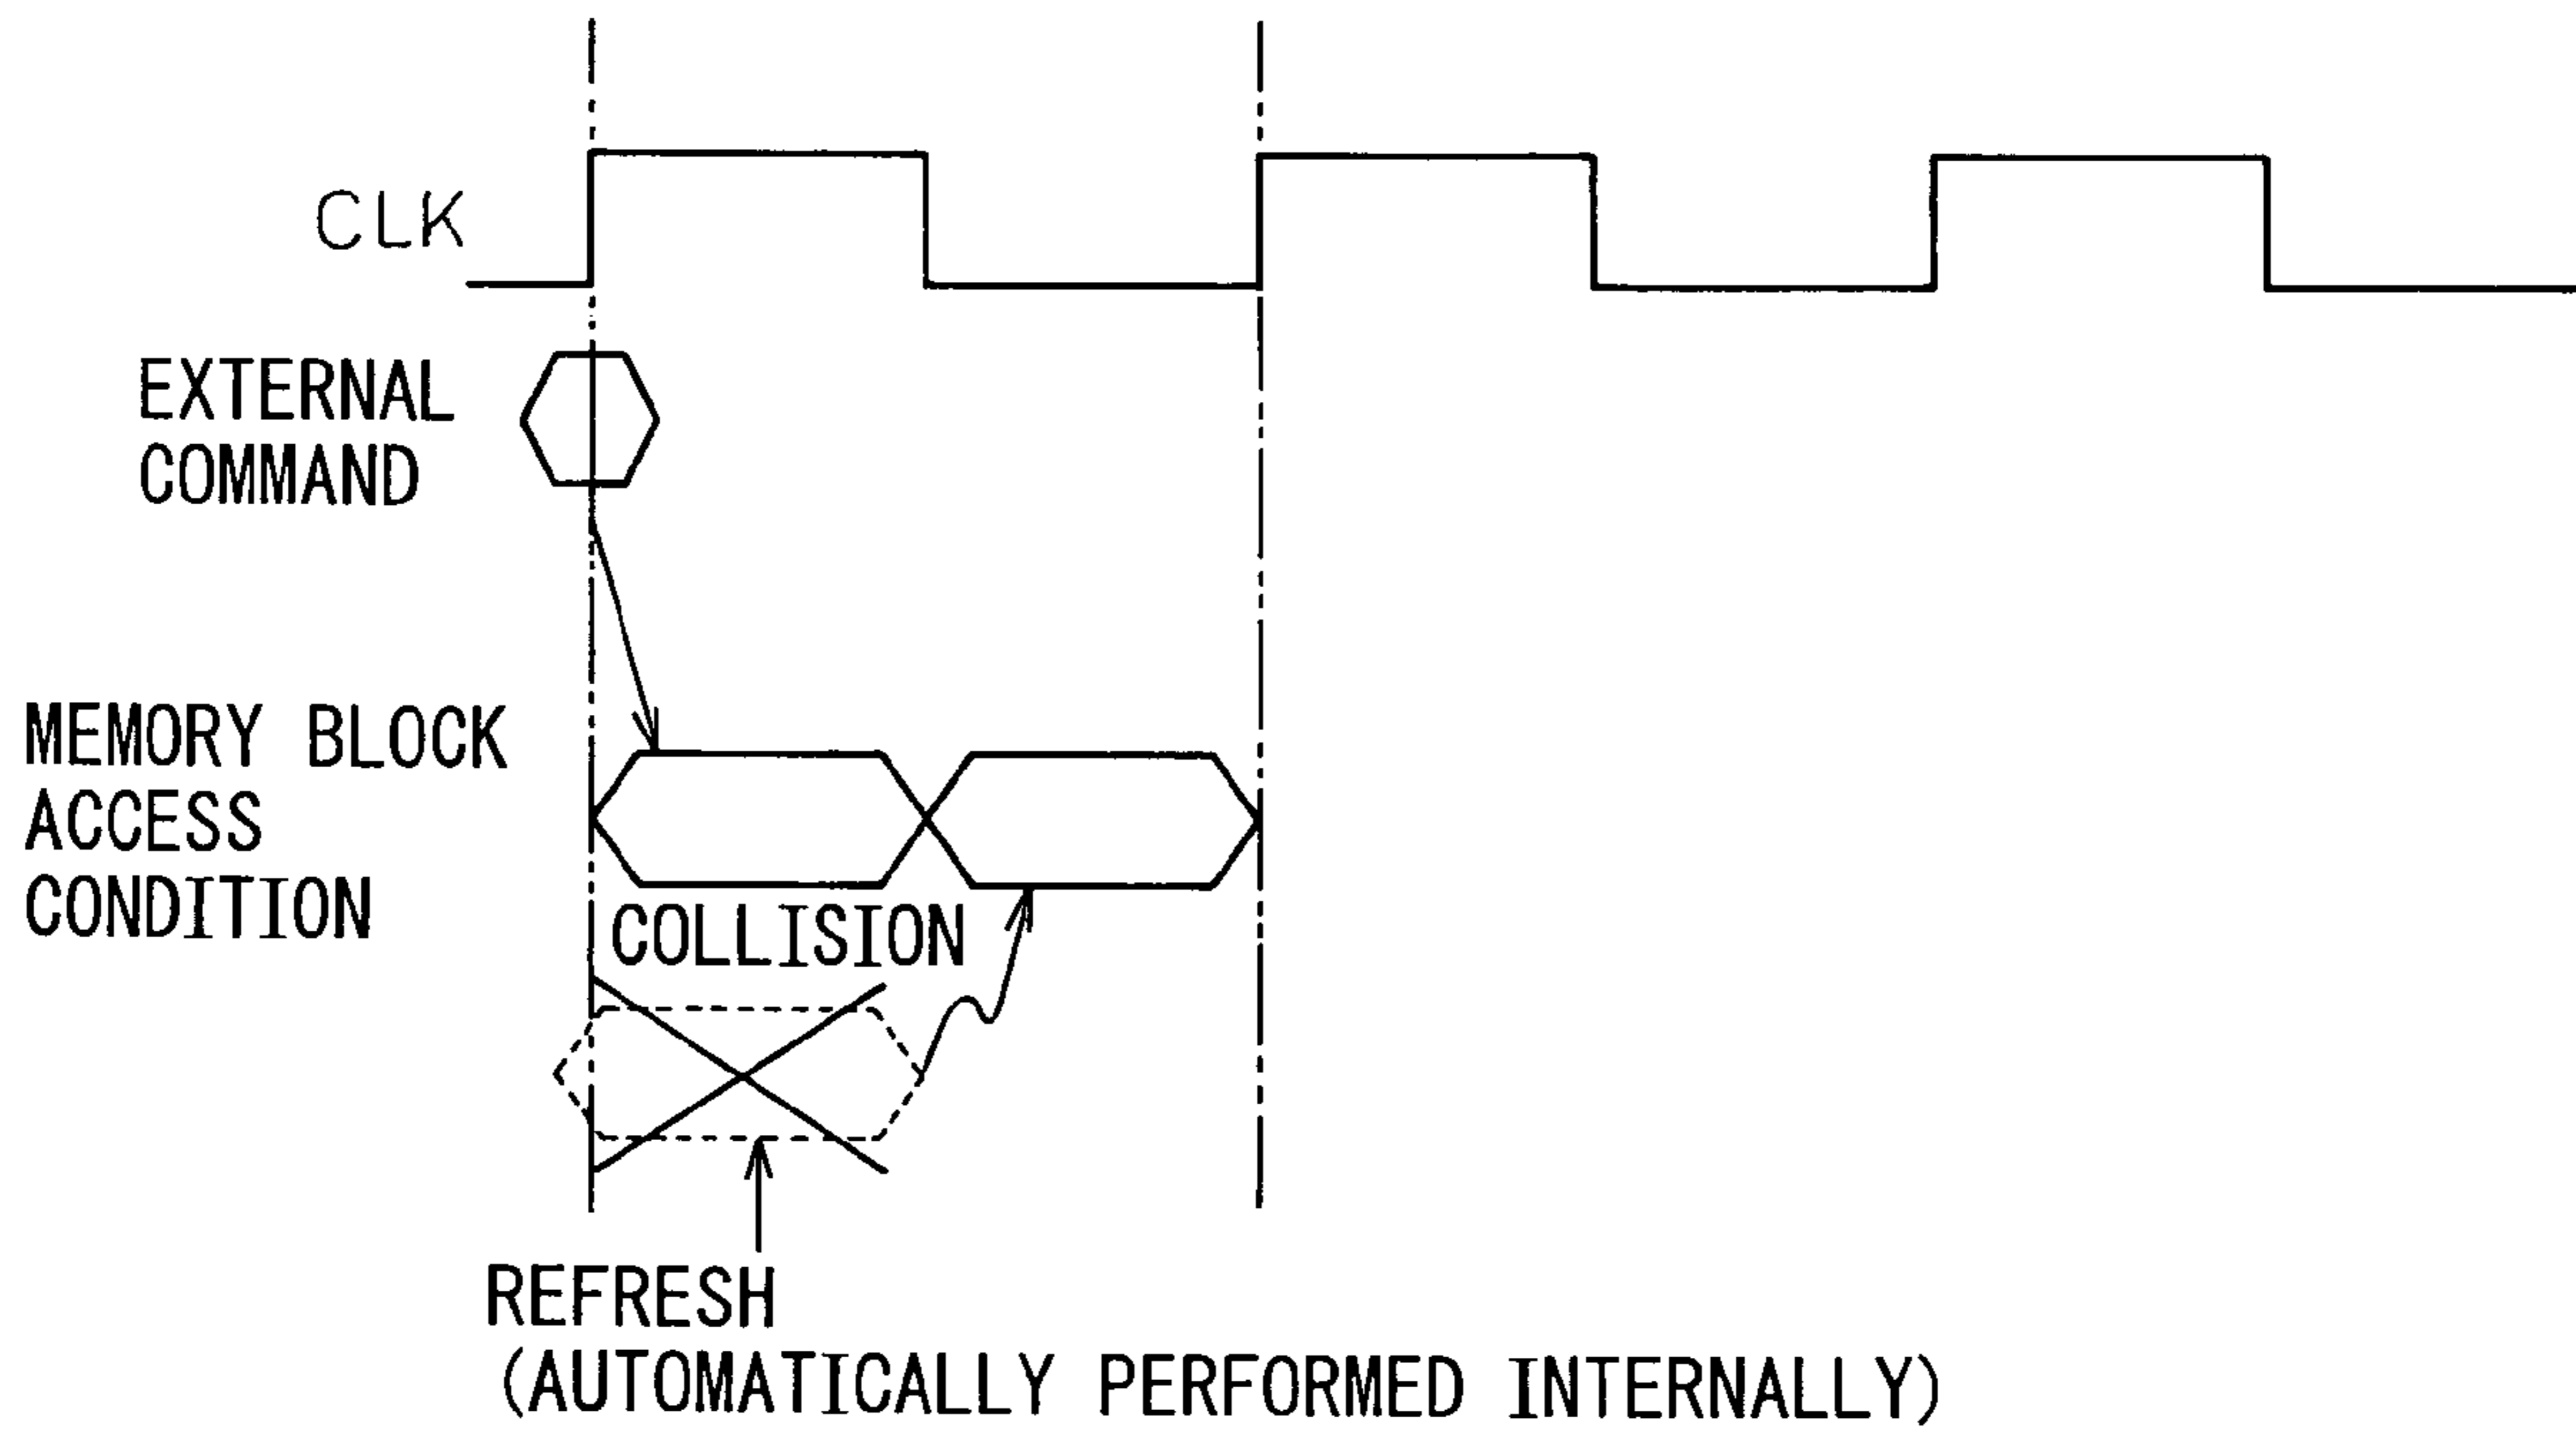 CLK
EXTERNAL
COMMAND
MEMORY BLOCK
ACCESS
CONDITION
COLLISION
REFRESH
(AUTOMATICALLY PERFORMED INTERNALLY)